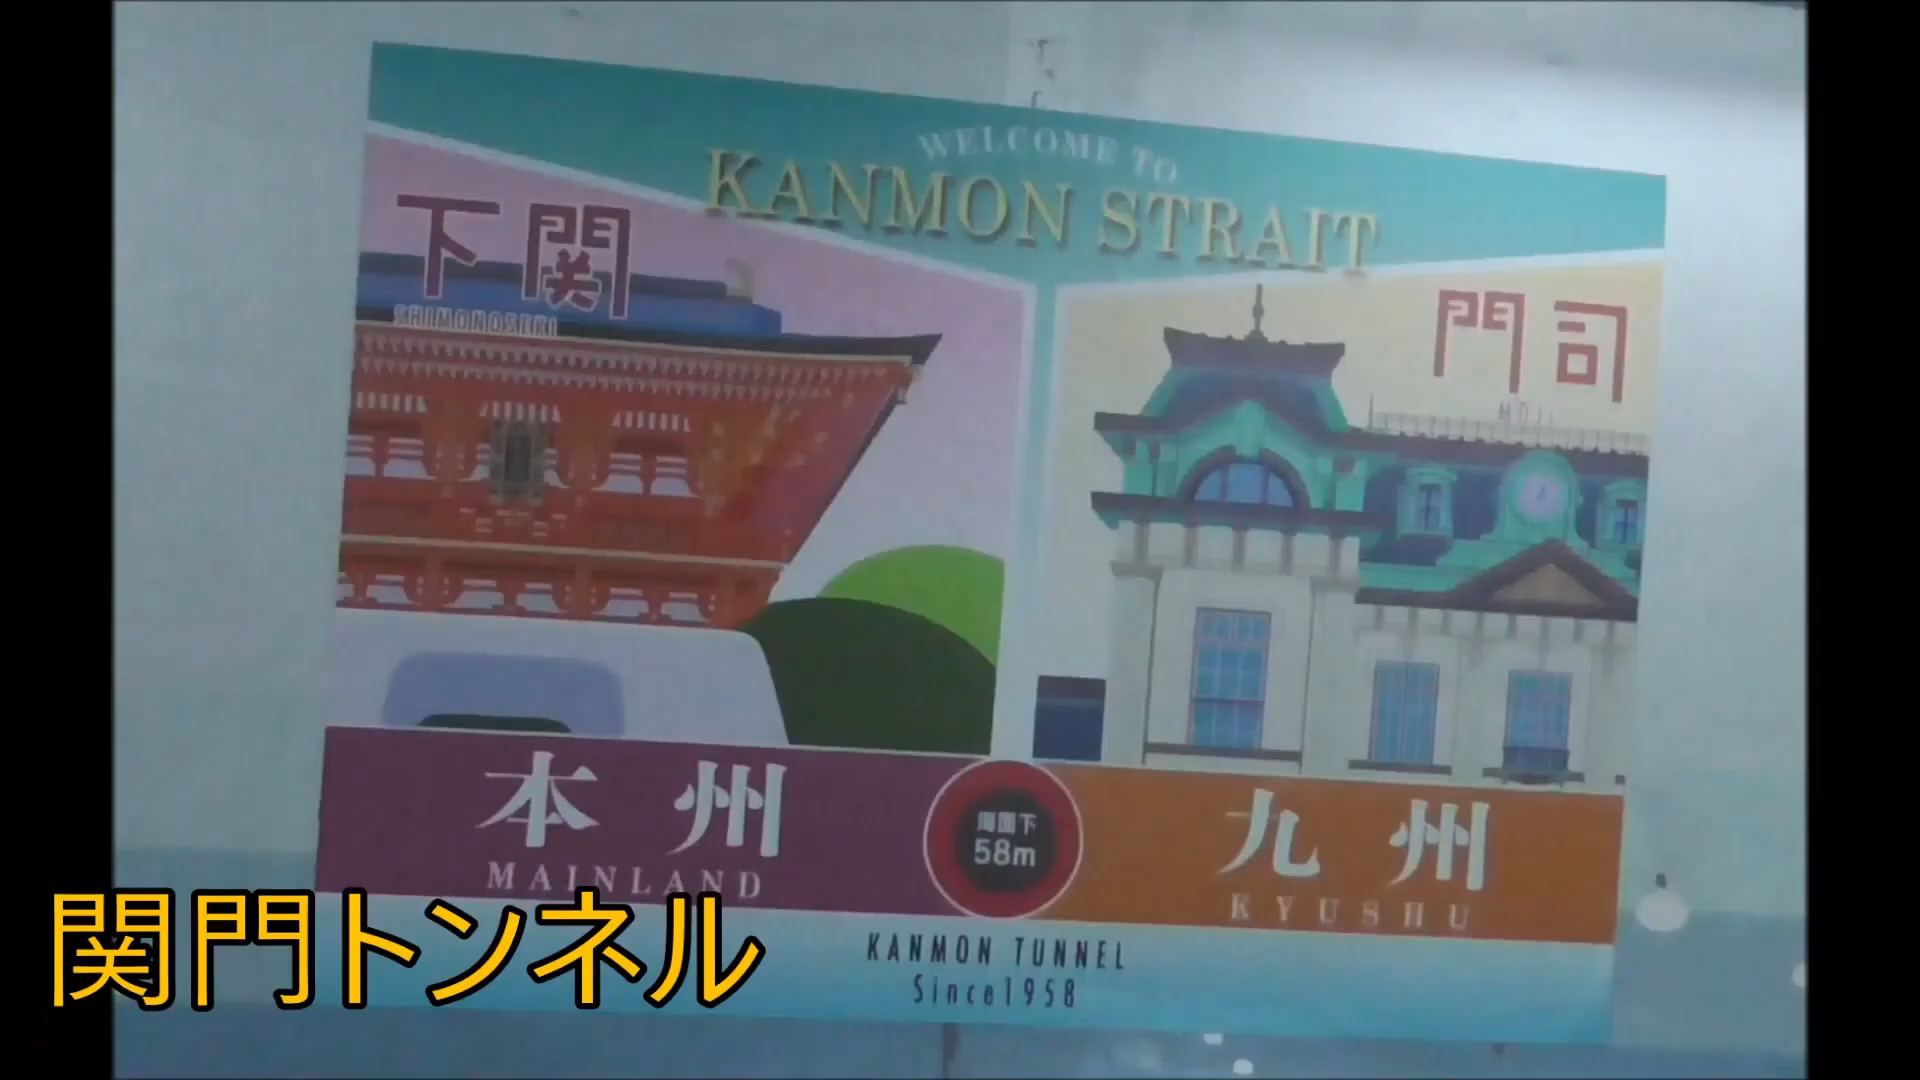 WELCOME TO
KANMON STRAIT
下関
SHIMONOSEKI
門司
MOJI
本州
MAINLAND
海面下
58m
九州
KYUSHU
KANMON TUNNEL
Since1958
関門トンネル